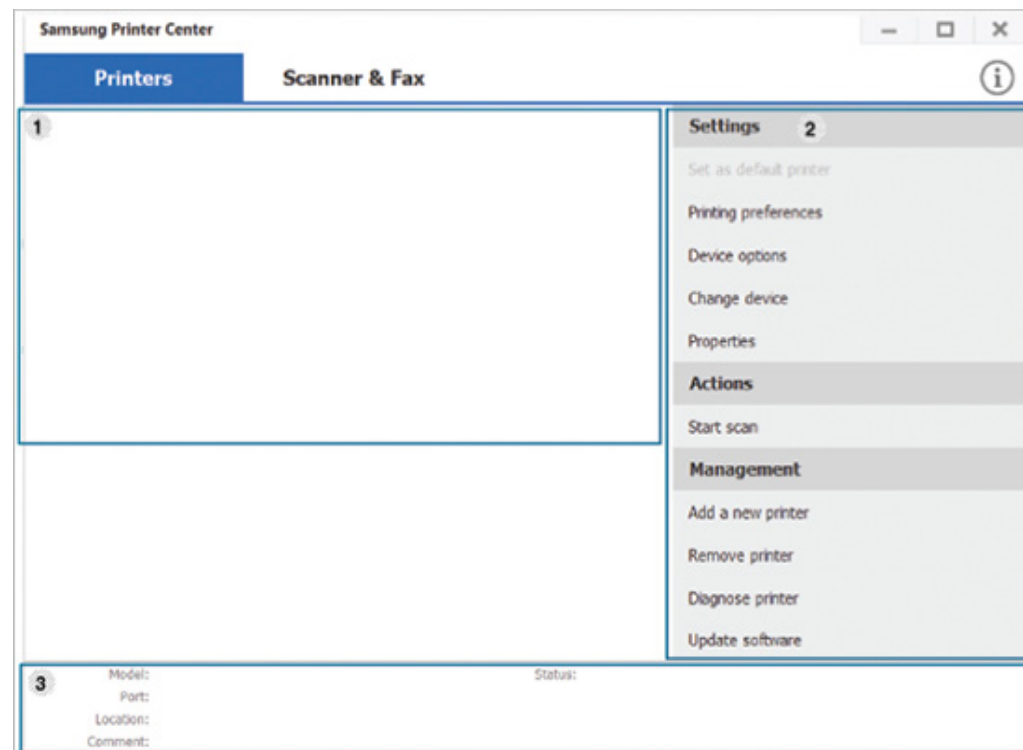 Samsung Printer Center
Printers Scanner & Fax
1
Settings 2
Set as default printer
Printing preferences
Device options
Change device
Properties
Actions
Start scan
Management
Add a new printer
Remove printer
Diagnose printer
Update software
3
Model: Status:
Port:
Location:
Comment: